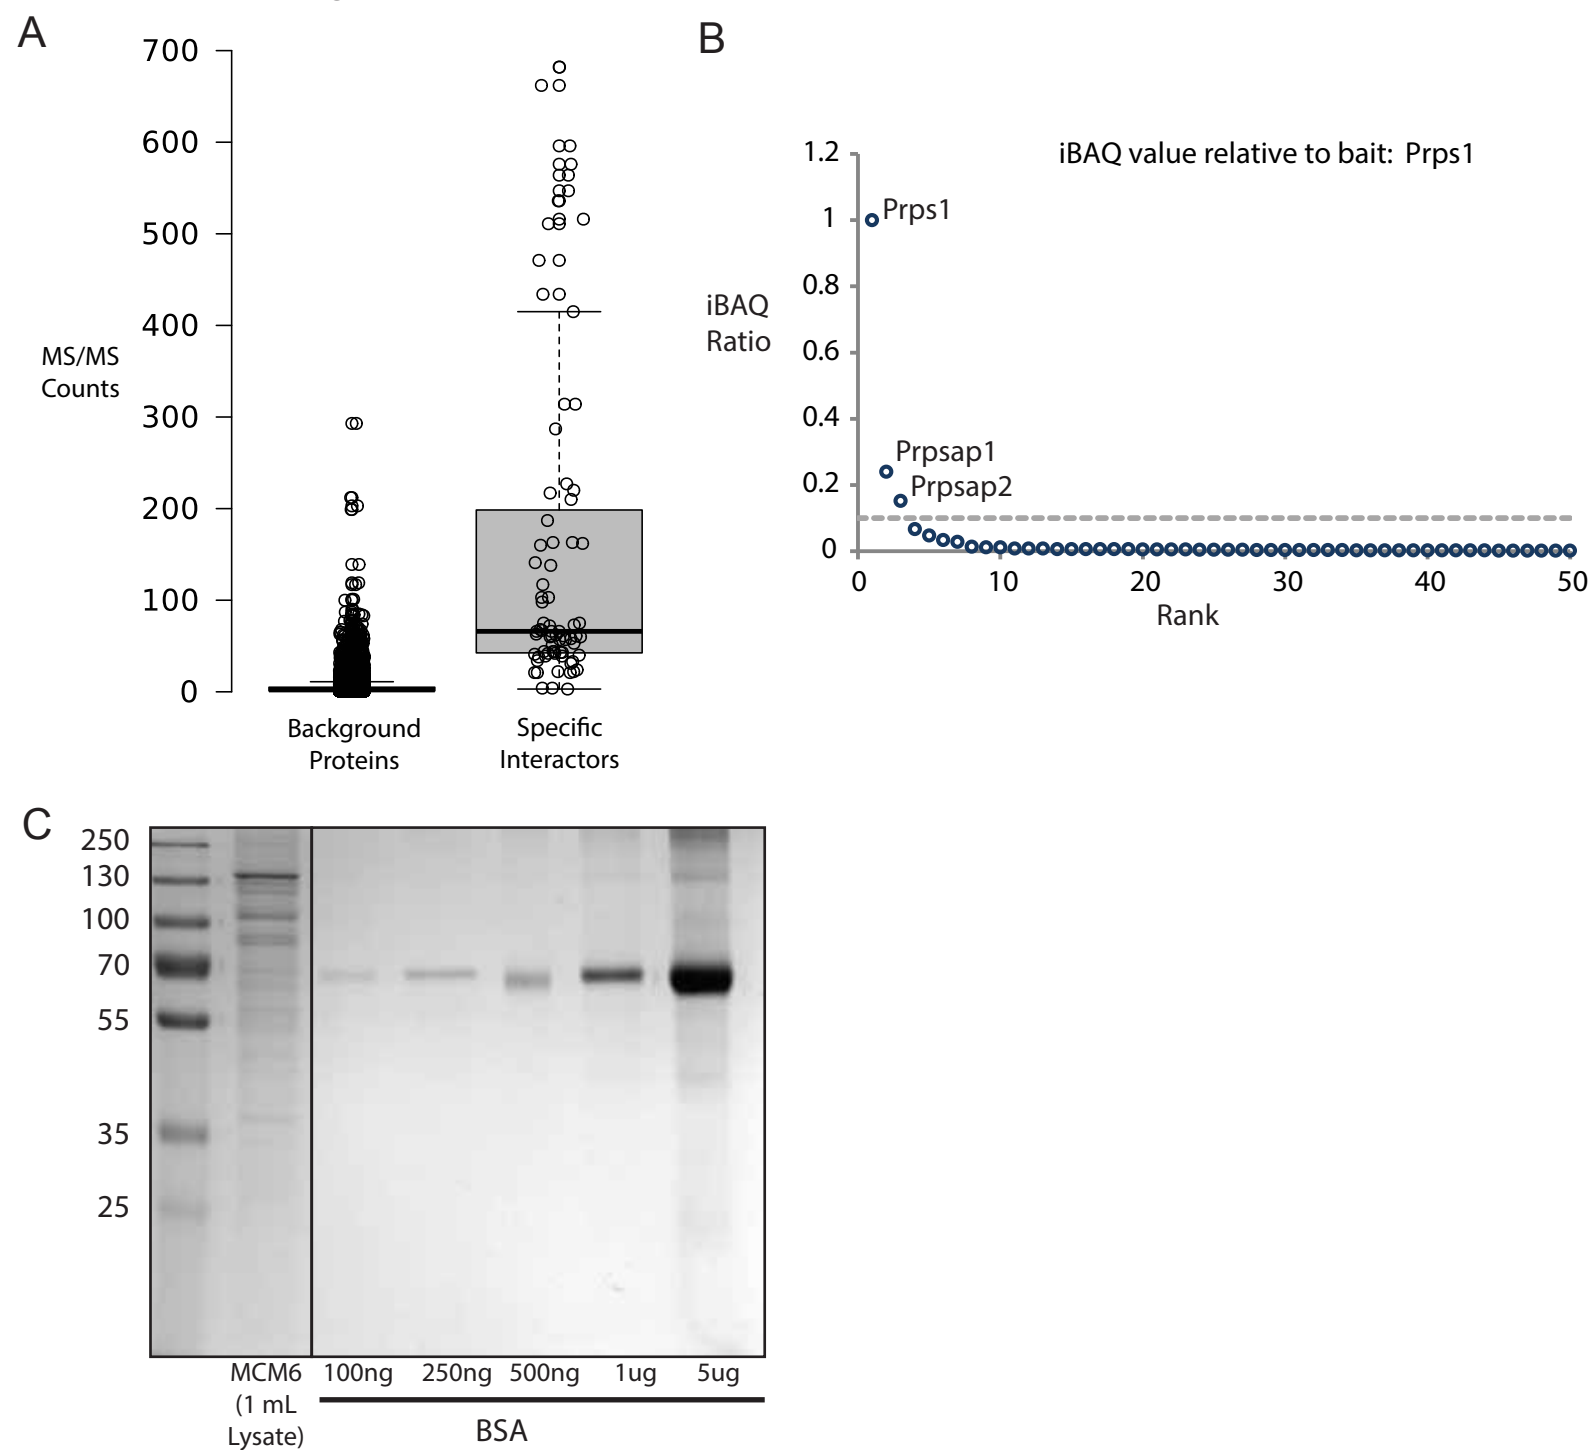 A
700
600
500
400
300
200
100
0
MS/MS
Counts
Background
Proteins
Specific
Interactors
B
iBAQ value relative to bait: Prps1
1.2
1
0.8
0.6
0.4
0.2
0
iBAQ
Ratio
Prps1
Prpsap1
Prpsap2
0 10 20 30 40 50
Rank
C
250
130
100
70
55
35
25
MCM6
(1 mL
Lysate)
100ng 250ng 500ng 1ug 5ug
BSA